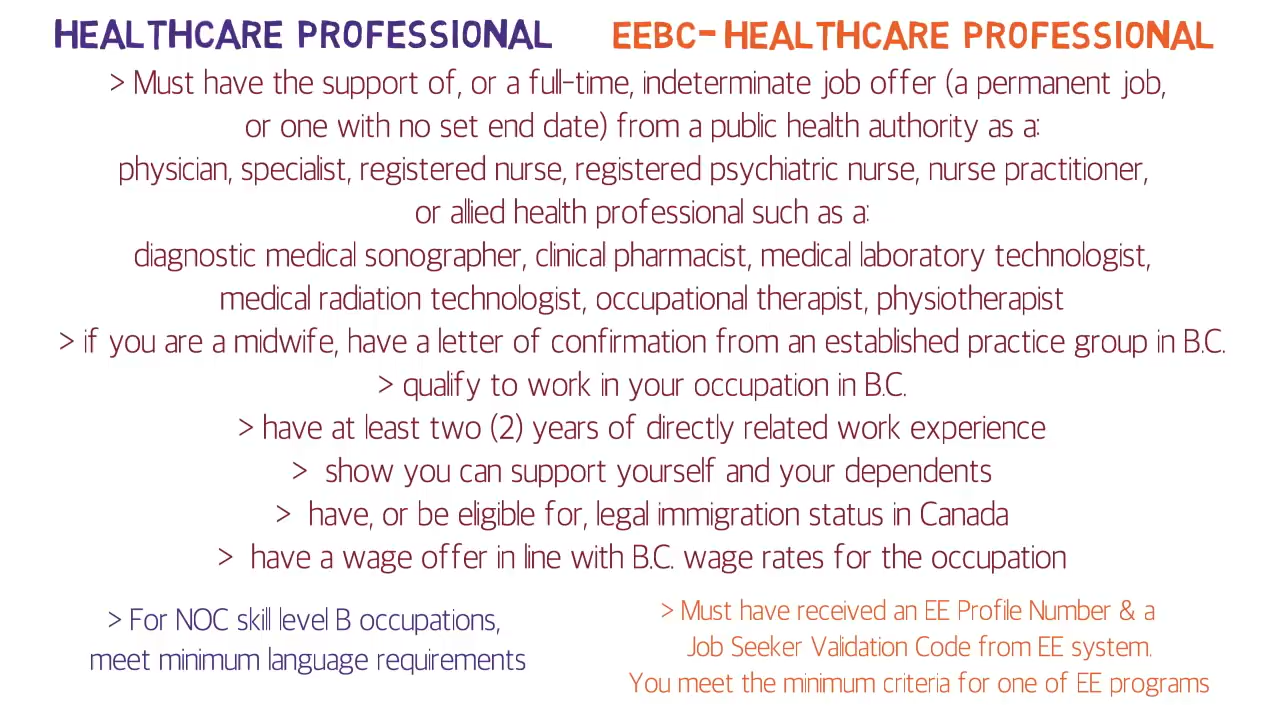 HEALTHCARE PROFESSIONAL
EEBC- HEALTHCARE PROFESSIONAL
> Must have the support of, or a full-time, indeterminate job offer (a permanent job,
or one with no set end date) from a public health authority as a:
physician, specialist, registered nurse, registered psychiatric nurse, nurse practitioner,
or allied health professional such as a:
diagnostic medical sonographer, clinical pharmacist, medical laboratory technologist,
medical radiation technologist, occupational therapist, physiotherapist
> if you are a midwife, have a letter of confirmation from an established practice group in B.C.
> qualify to work in your occupation in B.C.
> have at least two (2) years of directly related work experience
> show you can support yourself and your dependents
> have, or be eligible for, legal immigration status in Canada
> have a wage offer in line with B.C. wage rates for the occupation
> For NOC skill level B occupations,
meet minimum language requirements
> Must have received an EE Profile Number & a
Job Seeker Validation Code from EE system.
You meet the minimum criteria for one of EE programs